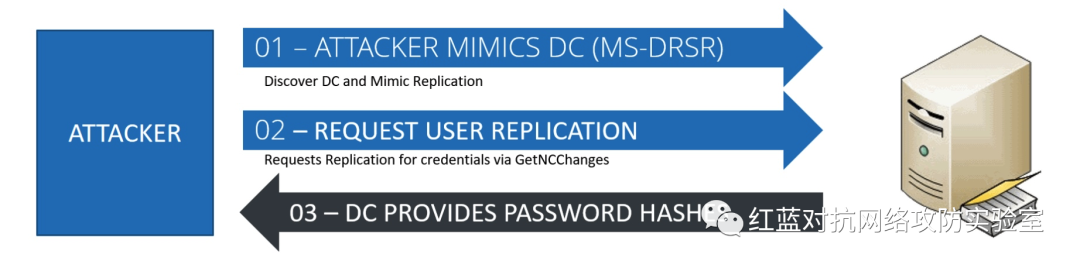 ATTACKER
01 – ATTACKER MIMICS DC (MS-DRSR)
Discover DC and Mimic Replication
02 – REQUEST USER REPLICATION
Requests Replication for credentials via GetNCChanges
03 – DC PROVIDES PASSWORD HASH
红蓝对抗网络攻防实验室